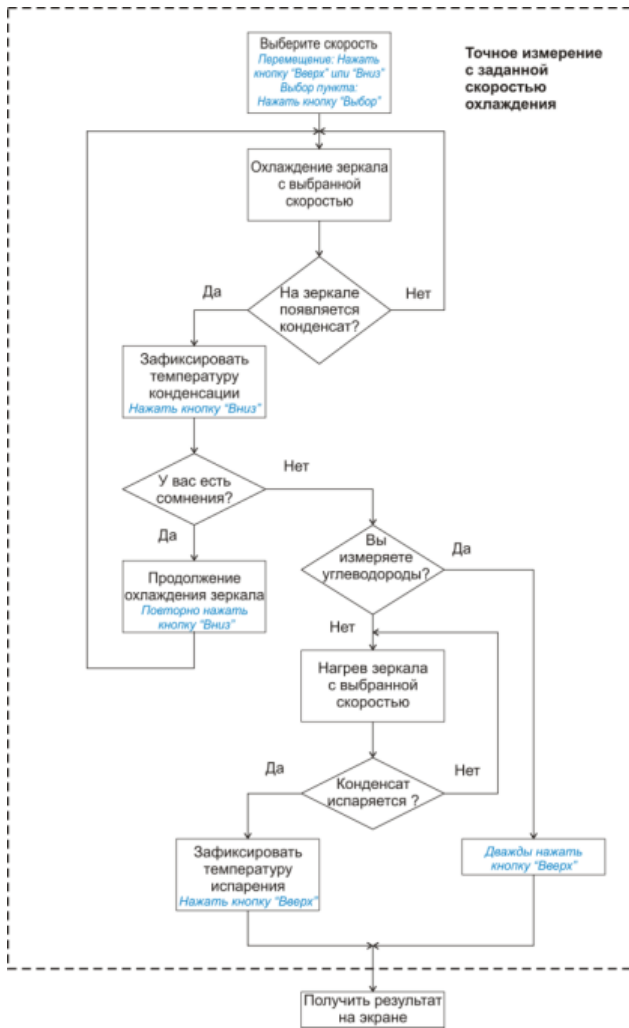 Выберите скорость
Перемещение: Нажать
кнопку "Вверх" или "Вниз"
Выбор пункта:
Нажать кнопку "Выбор"
Точное измерение
с заданной
скоростью
охлаждения
Охлаждение зеркала
с выбранной
скоростью
Да
На зеркале
появляется
конденсат?
Нет
Зафиксировать
температуру
конденсации
Нажать кнопку "Вниз"
У вас есть
сомнения?
Нет
Да
Вы
измеряете
углеводороды?
Да
Продолжение
охлаждения зеркала
Повторно нажать
кнопку "Вниз"
Нет
Нагрев зеркала
с выбранной
скоростью
Да
Конденсат
испаряется ?
Нет
Зафиксировать
температуру
испарения
Нажать кнопку "Вверх"
Дважды нажать
кнопку "Вверх"
Получить результат
на экране